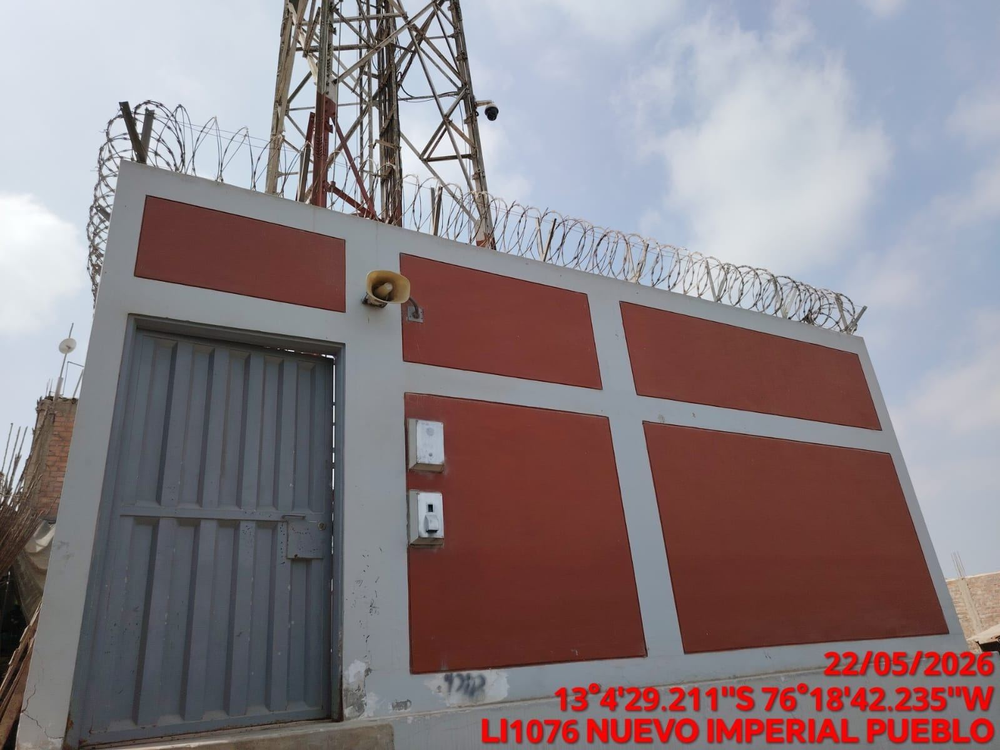 22/05/2026
13°4'29.211"S 76°18'42.235"W
LI1076 NUEVO IMPERIAL PUEBLO